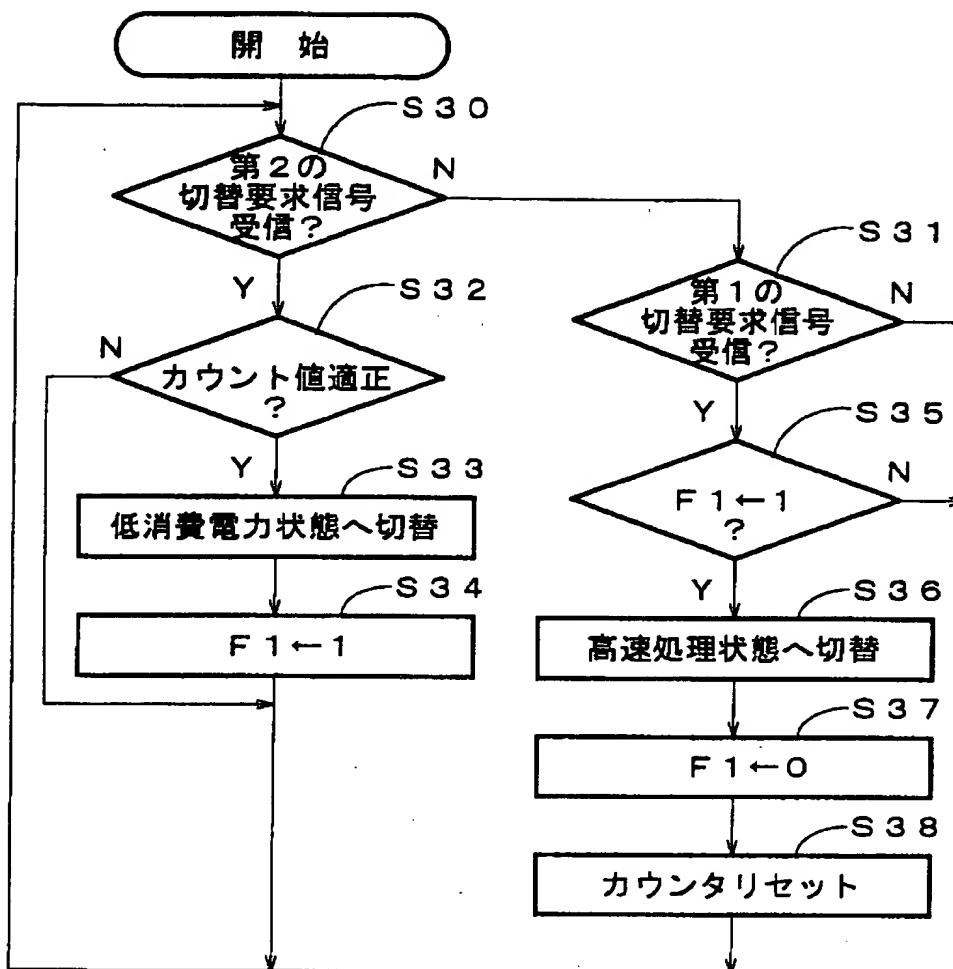 開 始
S30
第2の
切替要求信号
受信?
N
Y
S31
第1の
切替要求信号
受信?
N
Y
S32
カウント値適正
?
N
Y
S33
低消費電力状態へ切替
S34
F1←1
S35
F1←1
?
N
Y
S36
高速処理状態へ切替
S37
F1←0
S38
カウンタリセット